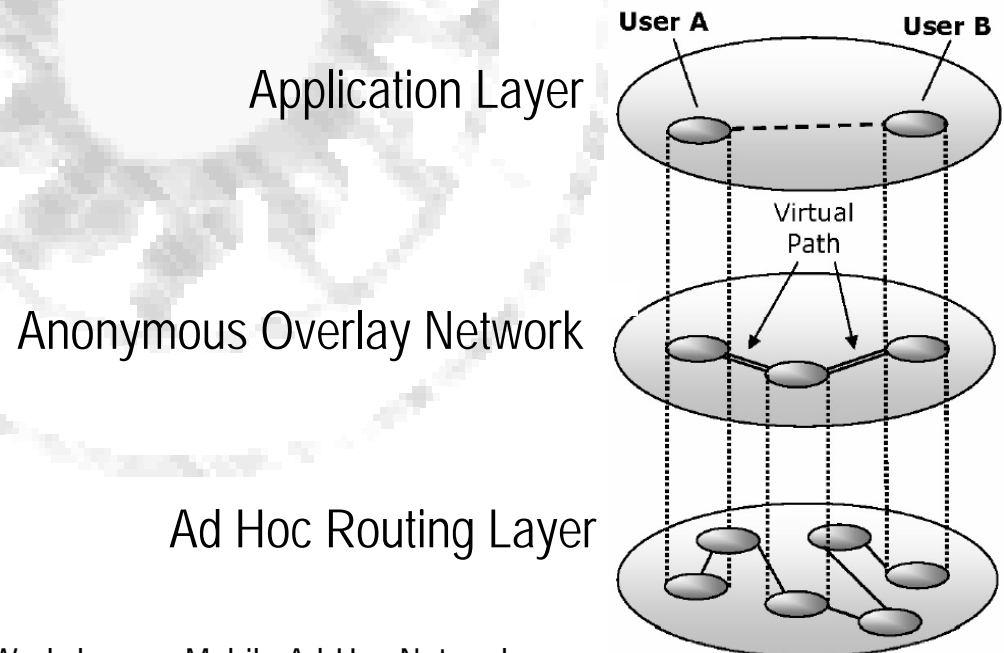 User A
User B
Application Layer
Virtual
Path
Anonymous Overlay Network
Ad Hoc Routing Layer